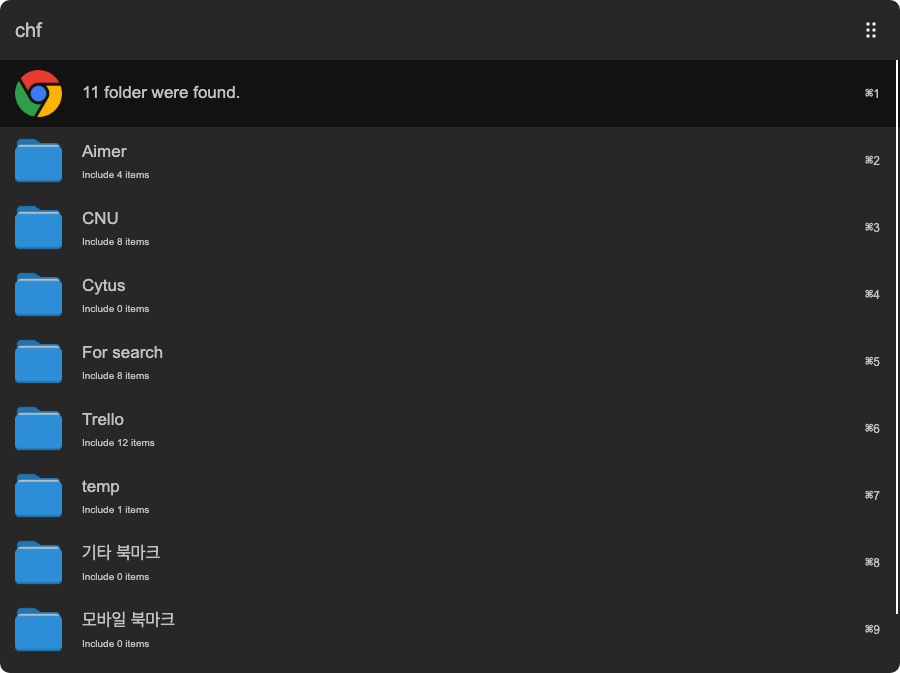 chf
11 folder were found.
⌘1
Aimer
Include 4 items
⌘2
CNU
Include 8 items
⌘3
Cytus
Include 0 items
⌘4
For search
Include 8 items
⌘5
Trello
Include 12 items
⌘6
temp
Include 1 items
⌘7
기타 북마크
Include 0 items
⌘8
모바일 북마크
Include 0 items
⌘9